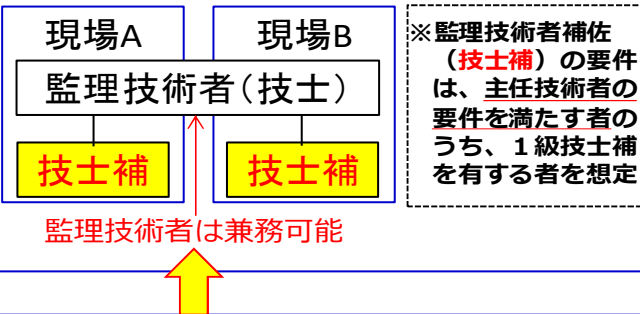 現場A
現場B
監理技術者(技士)
技士補
技士補
監理技術者は兼務可能
※監理技術者補佐
（技士補）の要件
は、主任技術者の
要件を満たす者の
うち、１級技士補
を有する者を想定